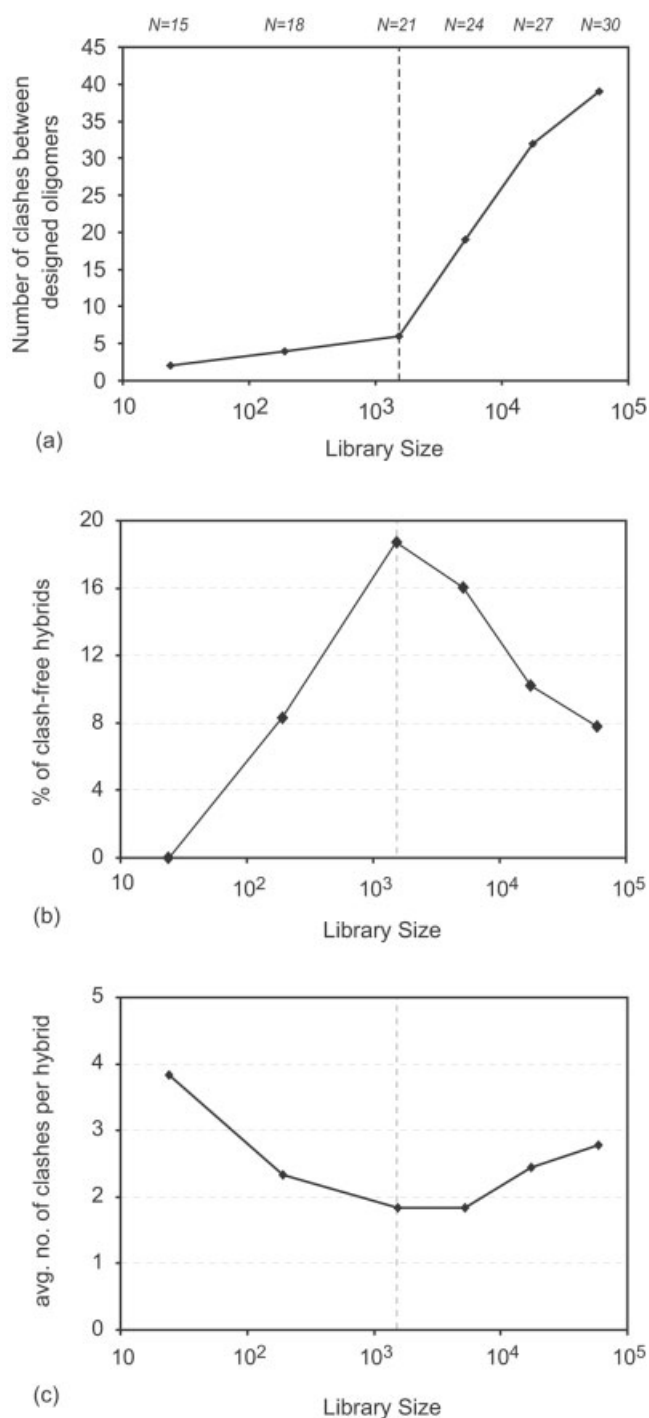 N=15 N=18 N=21 N=24 N=27 N=30
Number of clashes between
designed oligomers
45
40
35
30
25
20
15
10
5
0
10 10² 10³ 10⁴ 10⁵
(a)
Library Size
% of clash-free hybrids
20
16
12
8
4
0
10 10² 10³ 10⁴ 10⁵
(b)
Library Size
avg. no. of clashes per hybrid
5
4
3
2
1
0
10 10² 10³ 10⁴ 10⁵
(c)
Library Size